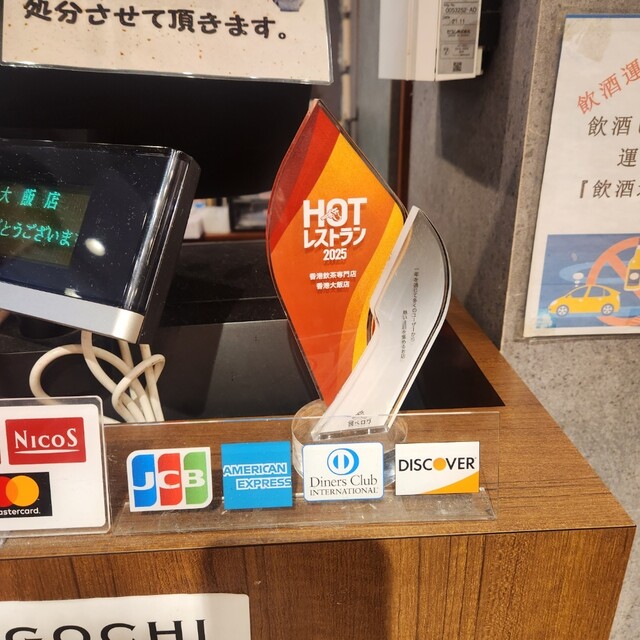 処分させて頂きます。
大阪店
とうございま
HOT
レストラン
2025
香港飲茶専門店
香港大飯店
食べログ
NICOS
mastercard.
JCB
AMERICAN
EXPRESS
Diners Club
INTERNATIONAL
DISCOVER
GOCHI
飲酒運
飲酒
運
『飲酒